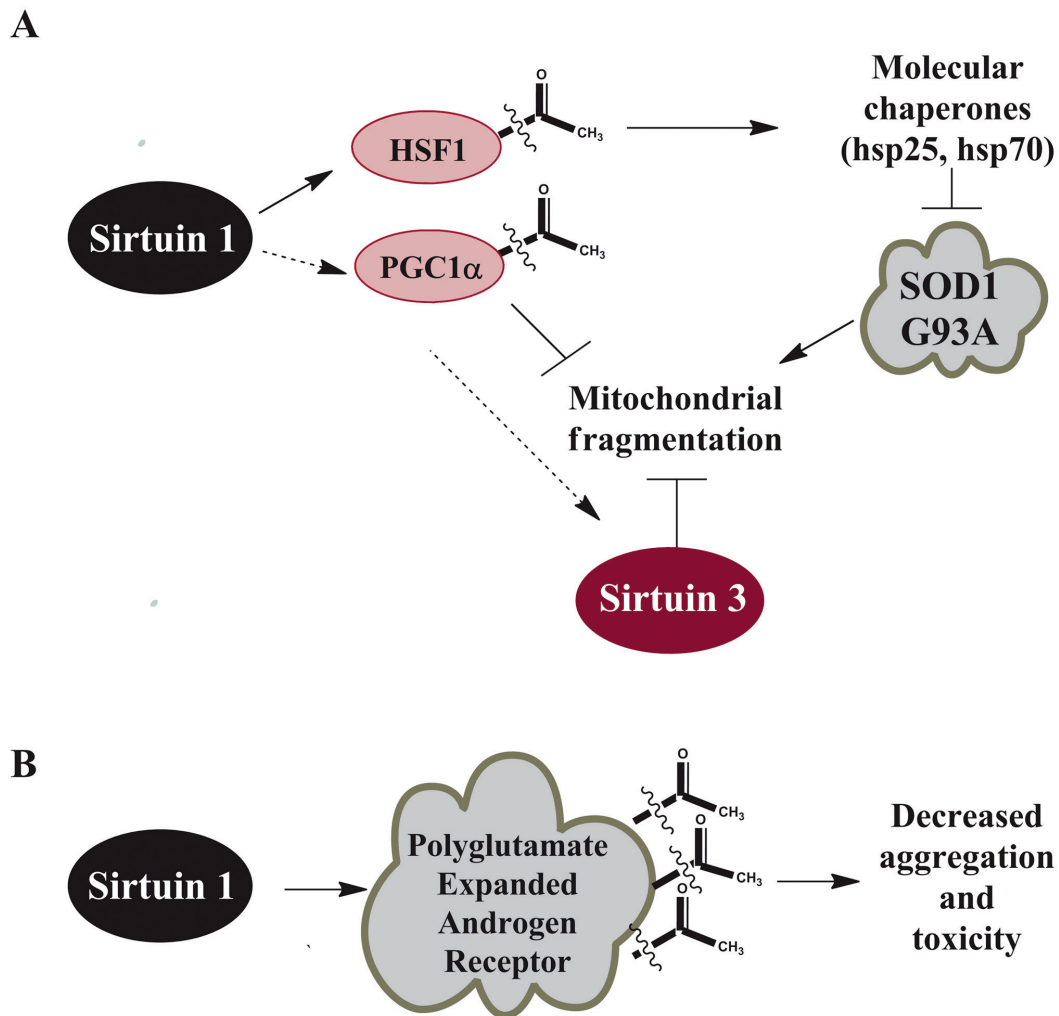 A
O
CH3
HSF1
Molecular
chaperones
(hsp25, hsp70)
Sirtuin 1
O
CH3
PGC1α
SOD1
G93A
Mitochondrial
fragmentation
Sirtuin 3
B
O
CH3
O
CH3
O
CH3
Sirtuin 1
Polyglutamate
Expanded
Androgen
Receptor
Decreased
aggregation
and
toxicity